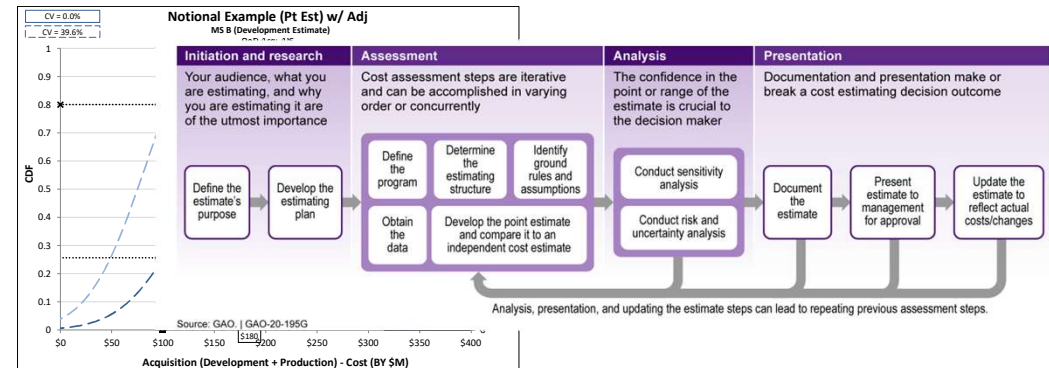 CV = 0.0%
CV = 39.6%
Notional Example (Pt Est) w/ Adj
MS B (Development Estimate)
1
0.9
0.8
0.7
0.6
0.5
0.4
0.3
0.2
0.1
0
CDF
$0
$50
$100
$150
$180
$200
$250
$300
$350
$400
Acquisition (Development + Production) - Cost (BY $M)
Initiation and research
Your audience, what you
are estimating, and why
you are estimating it are
of the utmost importance
Define the
estimate's
purpose
Develop the
estimating
plan
Assessment
Cost assessment steps are iterative
and can be accomplished in varying
order or concurrently
Define
the
program
Determine
the
estimating
structure
Identify
ground
rules and
assumptions
Obtain
the
data
Develop the point estimate
and compare it to an
independent cost estimate
Analysis
The confidence in the
point or range of the
estimate is crucial to
the decision maker
Conduct sensitivity
analysis
Conduct risk and
uncertainty analysis
Presentation
Documentation and presentation make or
break a cost estimating decision outcome
Document
the
estimate
Present
estimate to
management
for approval
Update the
estimate to
reflect actual
costs/changes
Analysis, presentation, and updating the estimate steps can lead to repeating previous assessment steps.
Source: GAO. | GAO-20-195G